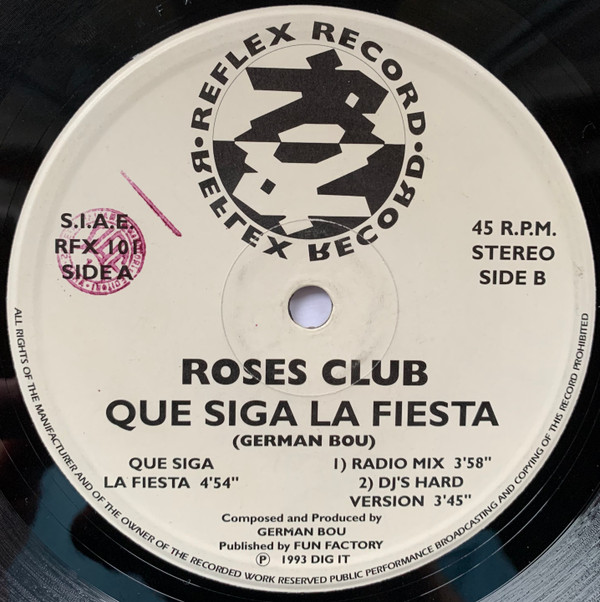 REFLEX RECORD
REFLEX RECORD
S.I.A.E.
RFX 101
SIDE A
45 R.P.M.
STEREO
SIDE B
ROSES CLUB
QUE SIGA LA FIESTA
(GERMAN BOU)
QUE SIGA
LA FIESTA 4'54"
1) RADIO MIX 3'58"
2) DJ'S HARD
VERSION 3'45"
Composed and Produced by
GERMAN BOU
Published by FUN FACTORY
Ⓟ 1993 DIG IT
ALL RIGHTS OF THE MANIFACTURER AND OF THE OWNER OF THE RECORDED WORK RESERVED PUBLIC PERFORMANCE BROADCASTING AND COPYING OF THIS RECORD PROHIBITED